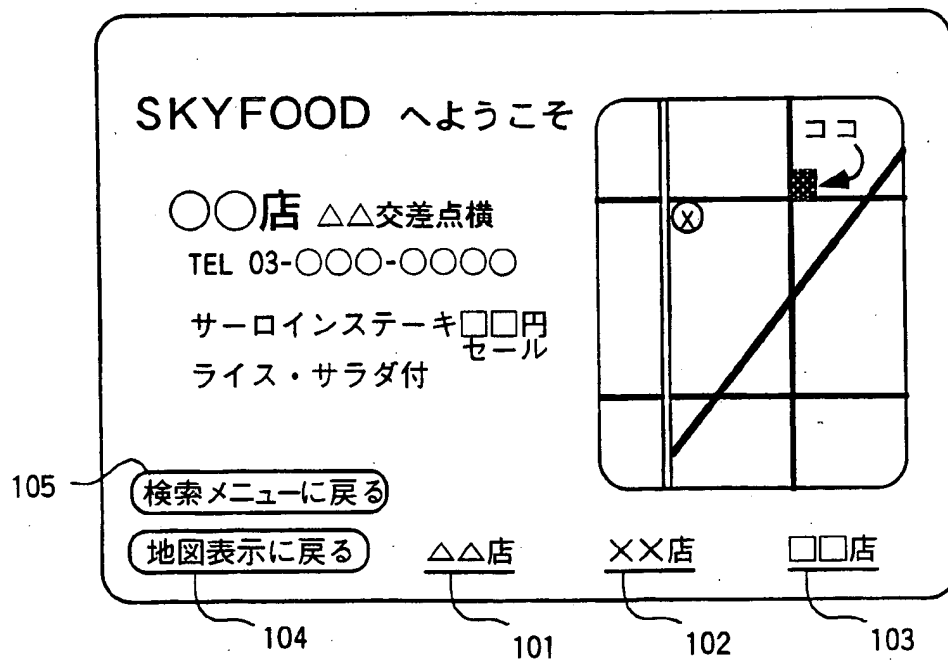 SKYFOOD へようこそ
○○店 △△交差点横
TEL 03-○○○-○○○○
サーロインステーキ□□円
セール
ライス・サラダ付
ココ
X
105
検索メニューに戻る
地図表示に戻る
△△店
××店
□□店
104
101
102
103